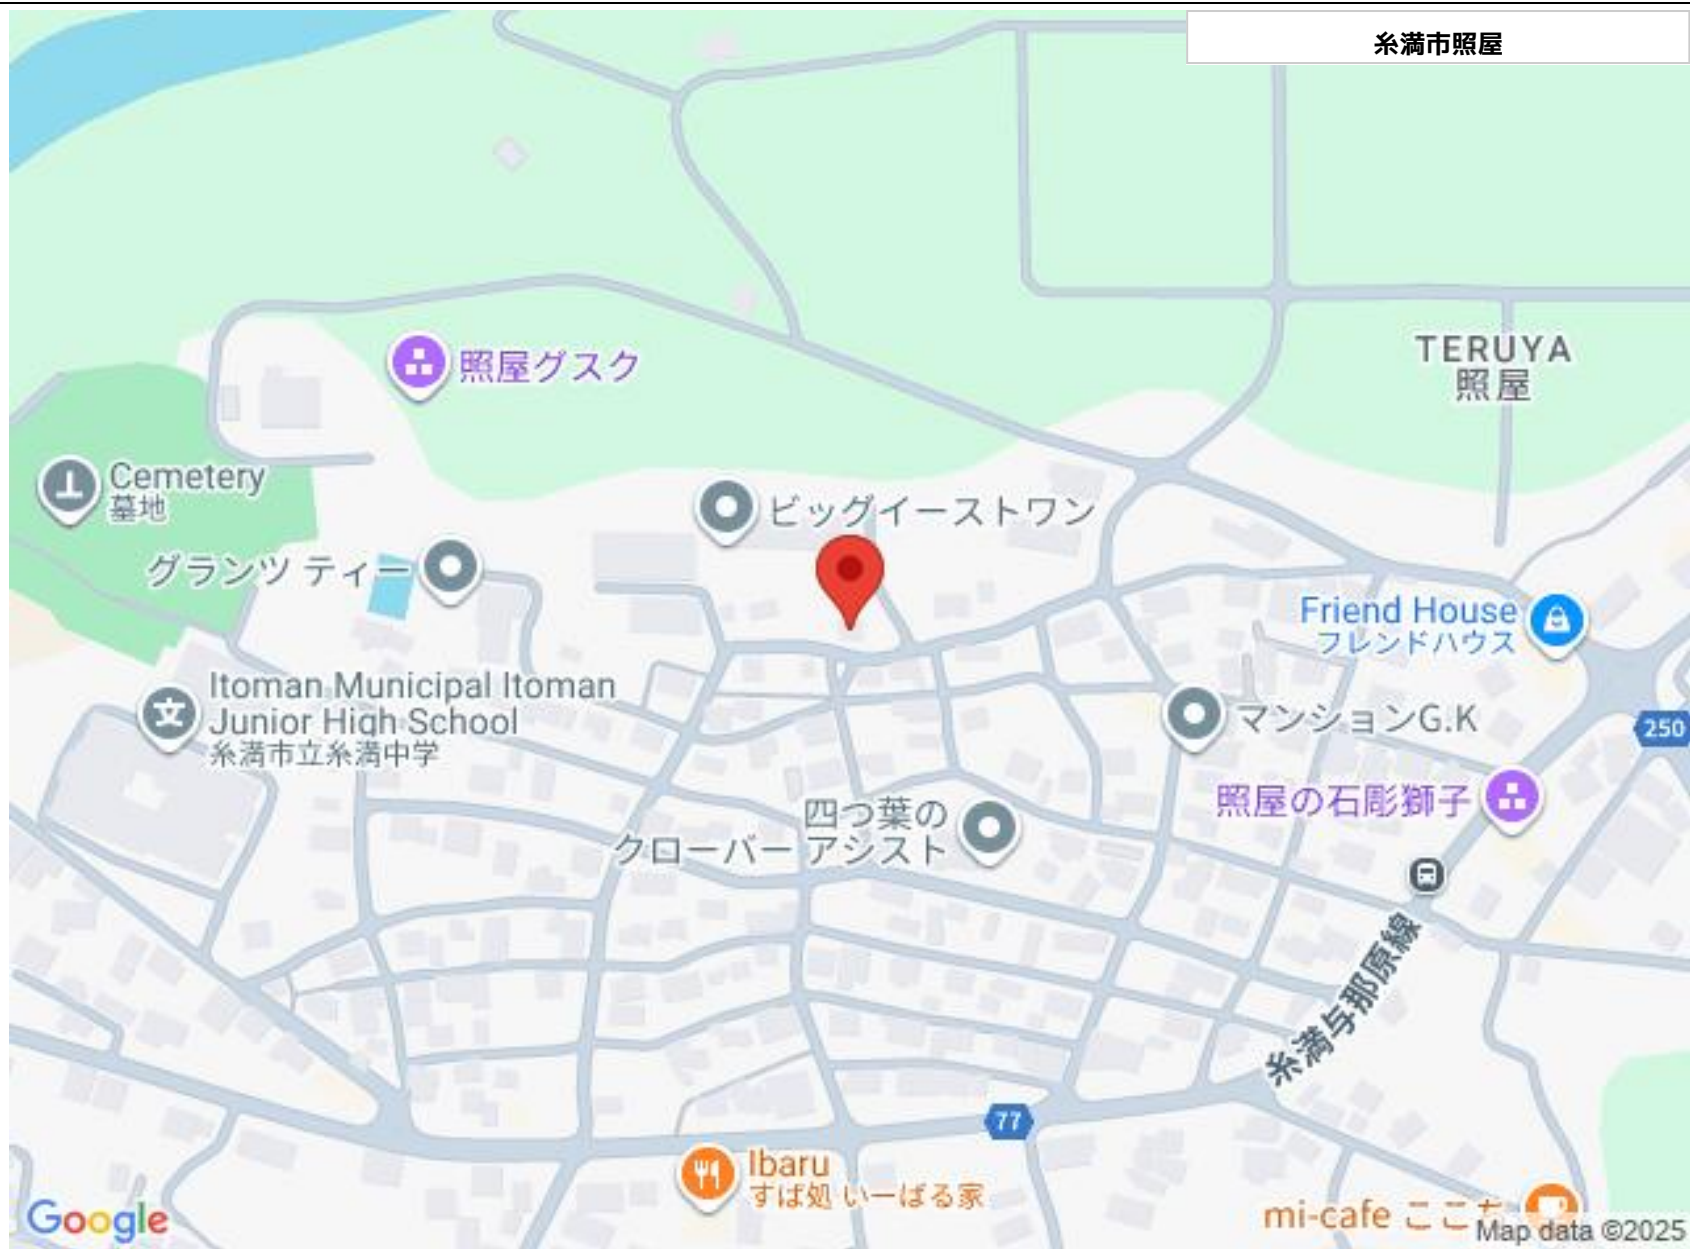 糸満市照屋
TERUYA
照屋
照屋グスク
Cemetery
墓地
ビッグイーストワン
グランツ ティー
Friend House
フレンドハウス
Itoman Municipal Itoman
Junior High School
糸満市立糸満中学
マンションG.K
250
照屋の石彫獅子
四つ葉の
クローバー アシスト
糸満与那原線
77
Ibaru
すば処 いーばる家
mi-cafe ここ
Google
Map data ©2025